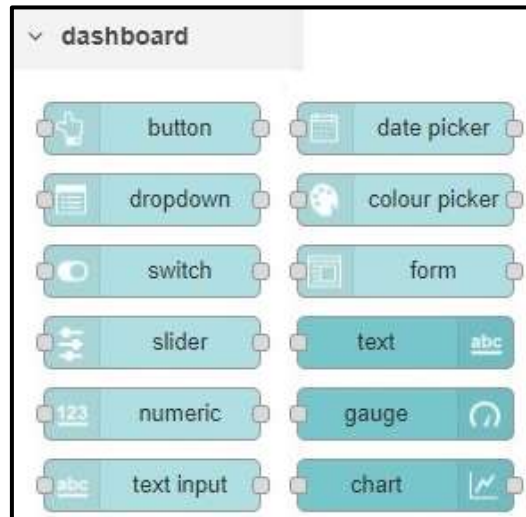 dashboard
button
date picker
dropdown
colour picker
switch
form
slider
text abc
123 numeric
gauge
abc text input
chart